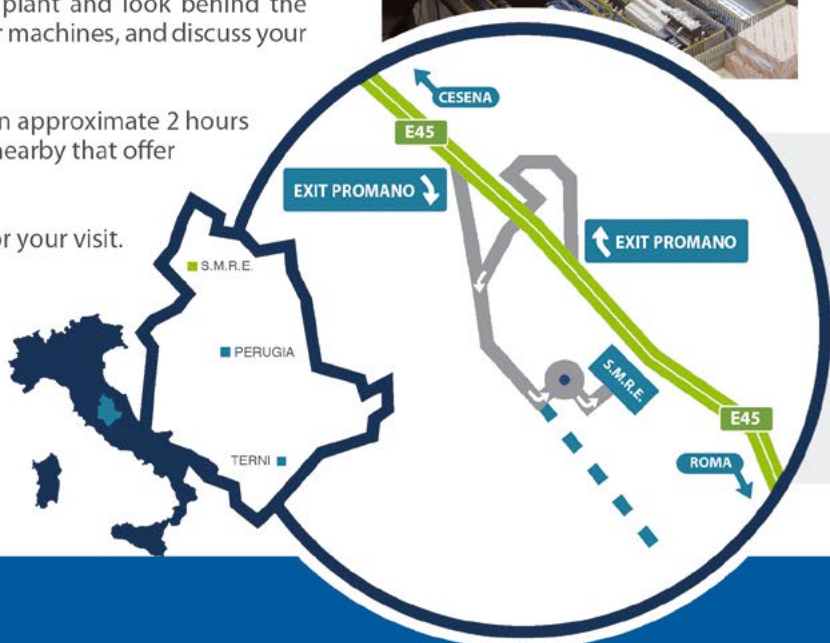 plant and look behind the
machines, and discuss your
approximate 2 hours
nearby that offer
your visit.
CESENA
E45
EXIT PROMANO
EXIT PROMANO
S.M.R.E.
PERUGIA
TERNI
S.M.R.E.
E45
ROMA